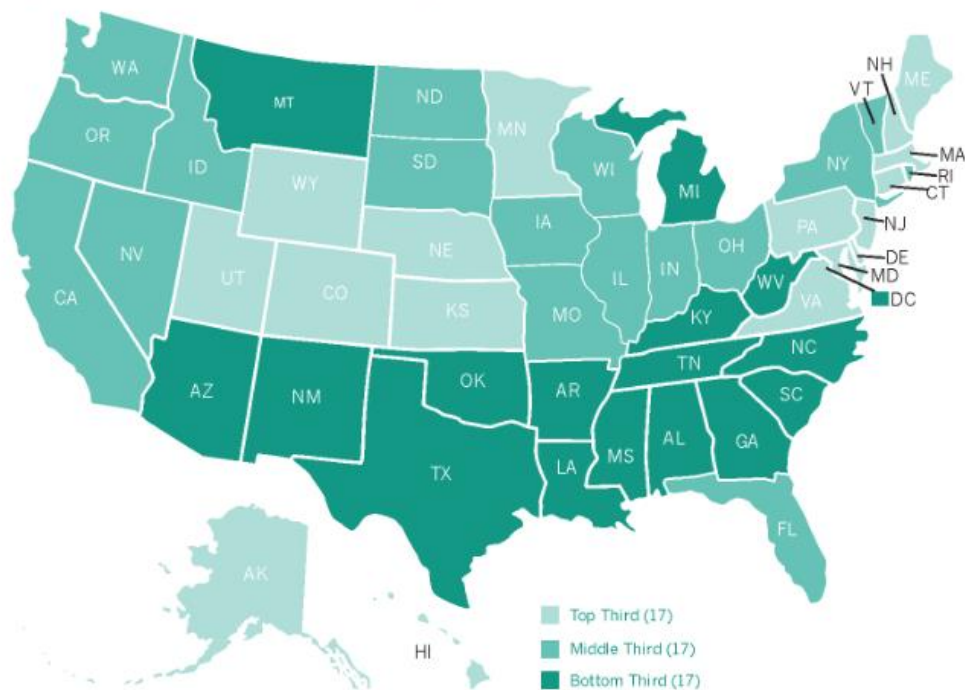 NH
ME
VT
WA
MT
ND
MN
OR
ID
SD
WI
NY
MA
RI
CT
WY
MI
IA
PA
NJ
NE
NV
OH
UT
IL
IN
DE
MD
CA
CO
WV
DC
KS
MO
KY
VA
NC
TN
AZ
NM
OK
AR
SC
MS
AL
GA
TX
LA
FL
AK
HI
Top Third (17)
Middle Third (17)
Bottom Third (17)